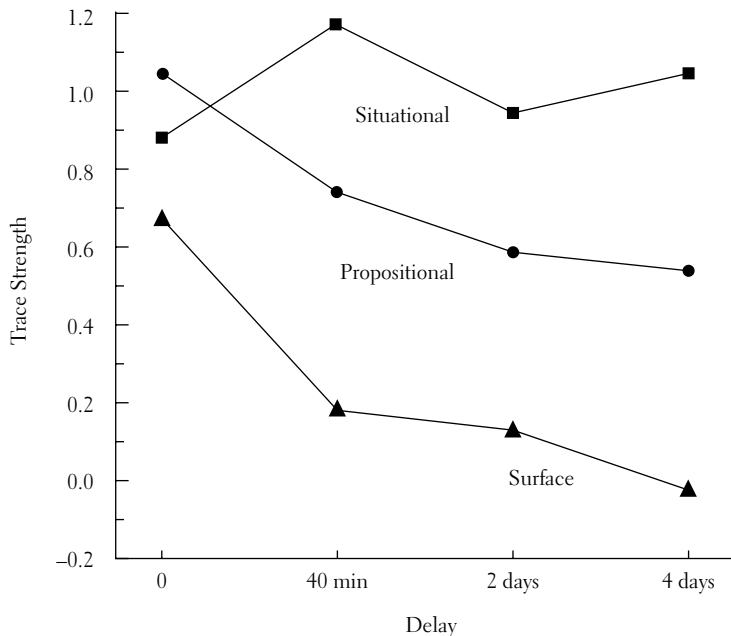 1.2
1.0
0.8
0.6
0.4
0.2
0.0
–0.2
Trace Strength
Situational
Propositional
Surface
0 40 min 2 days 4 days
Delay